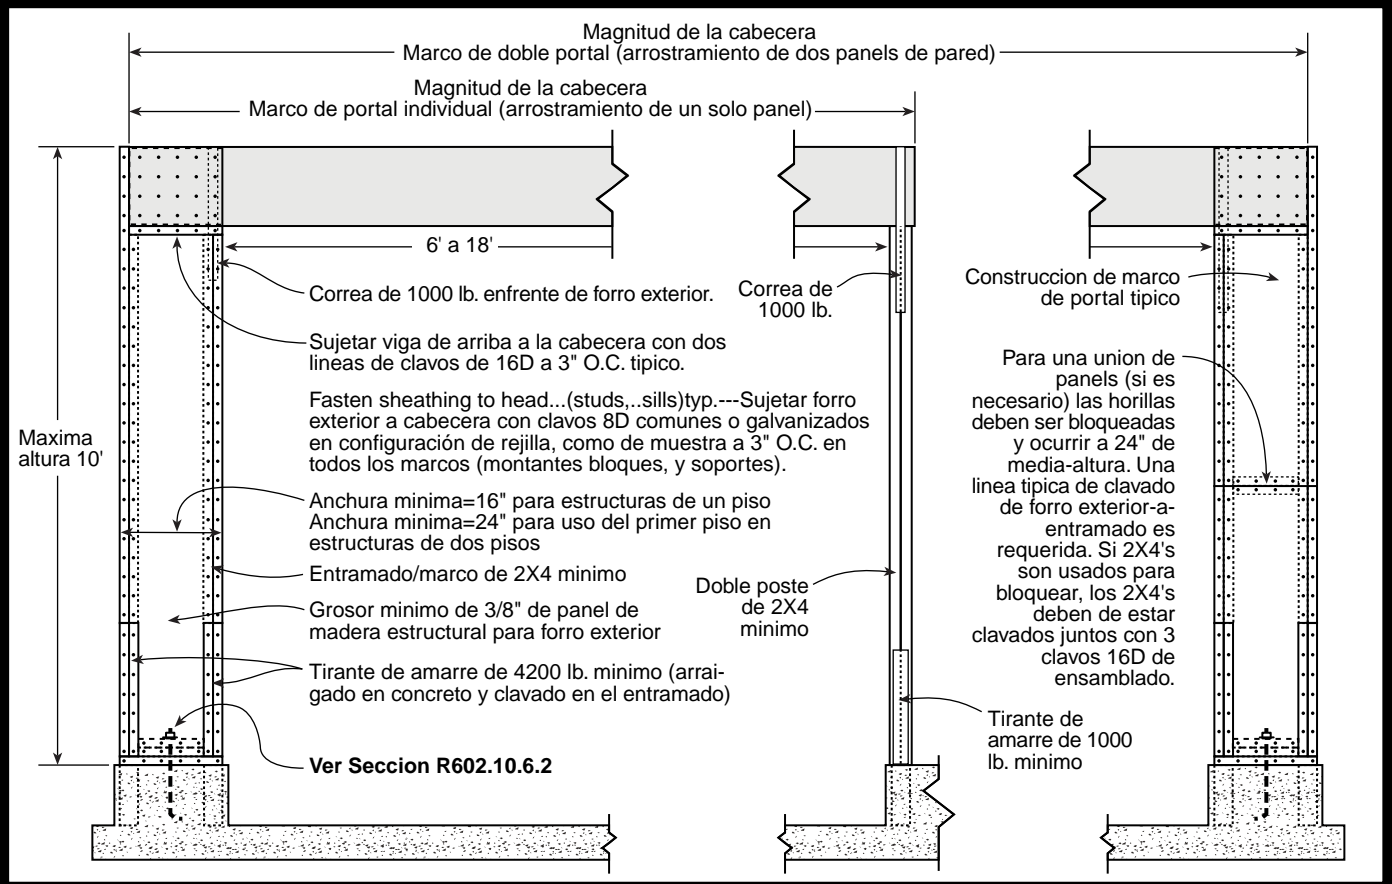 Magnitud de la cabecera
Marco de doble portal (arrostramiento de dos panels de pared)
Magnitud de la cabecera
Marco de portal individual (arrostramiento de un solo panel)
6' a 18'
Correa de 1000 lb. enfrente de forro exterior.
Sujetar viga de arriba a la cabecera con dos
lineas de clavos de 16D a 3" O.C. tipico.
Fasten sheathing to head...(studs,..sills)typ.---Sujetar forro
exterior a cabecera con clavos 8D comunes o galvanizados
en configuración de rejilla, como de muestra a 3" O.C. en
todos los marcos (montantes bloques, y soportes).
Maxima
altura 10'
Anchura minima=16" para estructuras de un piso
Anchura minima=24" para uso del primer piso en
estructuras de dos pisos
Entramado/marco de 2X4 minimo
Grosor minimo de 3/8" de panel de
madera estructural para forro exterior
Tirante de amarre de 4200 lb. minimo (arrai-
gado en concreto y clavado en el entramado)
Ver Seccion R602.10.6.2
Correa de
1000 lb.
Doble poste
de 2X4
minimo
Tirante de
amarre de 1000
lb. minimo
Construccion de marco
de portal tipico
Para una union de
panels (si es
necesario) las horillas
deben ser bloqueadas
y ocurrir a 24" de
media-altura. Una
linea tipica de clavado
de forro exterior-a-
entramado es
requerida. Si 2X4's
son usados para
bloquear, los 2X4's
deben de estar
clavados juntos con 3
clavos 16D de
ensamblado.